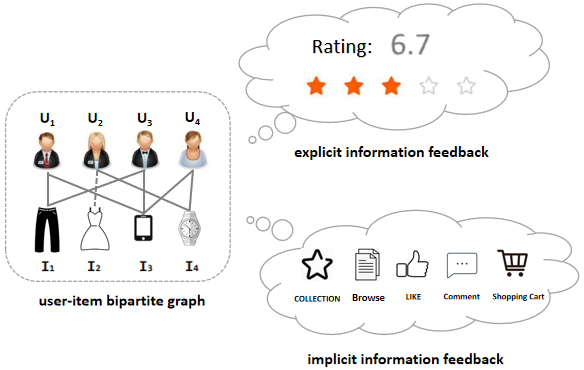 Rating: 6.7
explicit information feedback
U1 U2 U3 U4
I1 I2 I3 I4
user-item bipartite graph
COLLECTION Browse LIKE Comment Shopping Cart
implicit information feedback